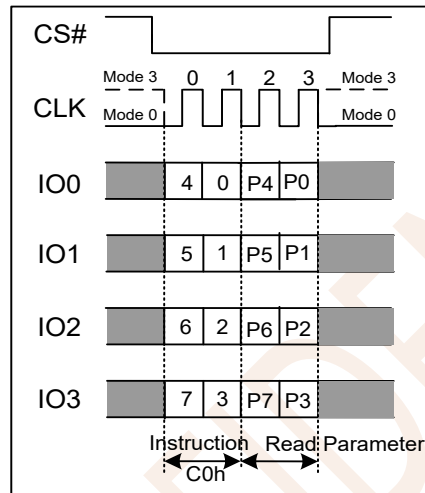 CS#
Mode 3 0 1 2 3 Mode 3
CLK
Mode 0 Mode 0
IO0 4 0 P4 P0
IO1 5 1 P5 P1
IO2 6 2 P6 P2
IO3 7 3 P7 P3
Instruction Read Parameter
C0h